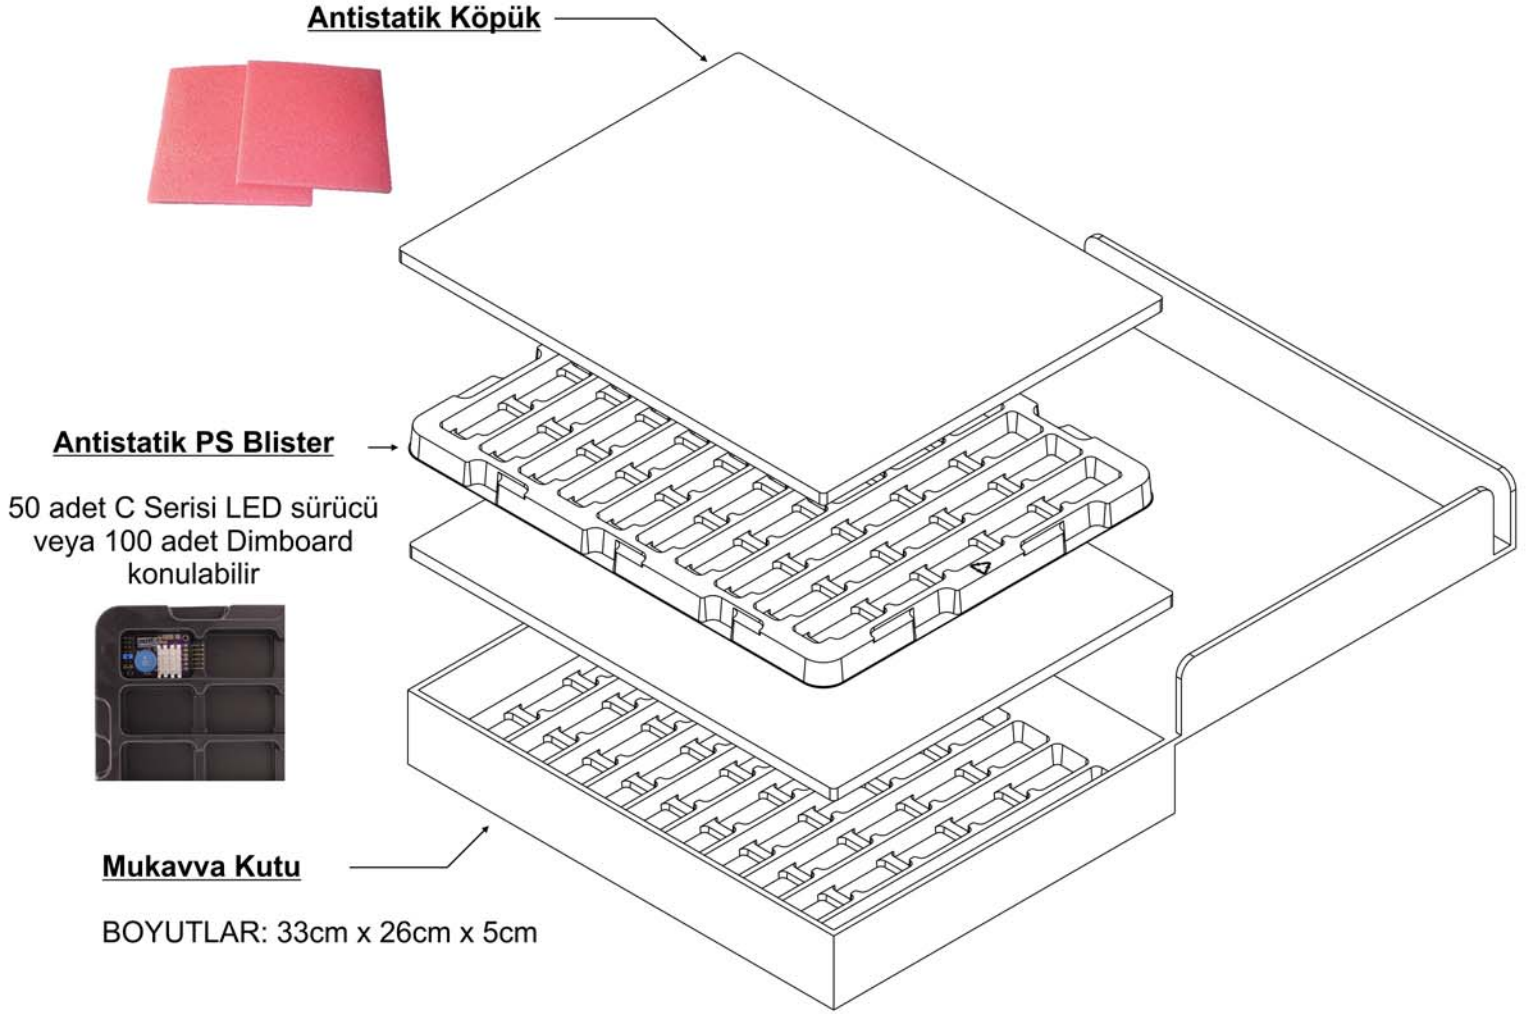 Antistatik Köpük
Antistatik PS Blister
50 adet C Serisi LED sürücü
veya 100 adet Dimboard
konulabilir
Mukavva Kutu
BOYUTLAR: 33cm x 26cm x 5cm